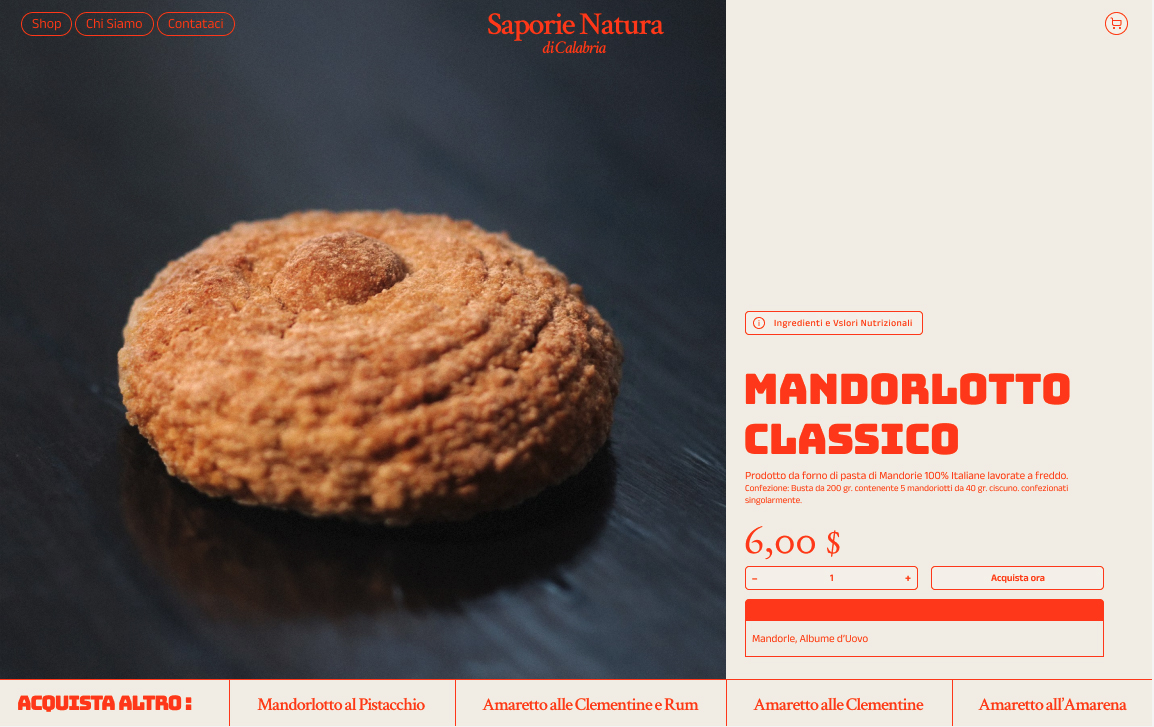 Shop
Chi Siamo
Contataci
Saporie Natura
di Calabria
Ingredienti e Vslori Nutrizionali
MANDORLOTTO
CLASSICO
Prodotto da forno di pasta di Mandorie 100% Italiane lavorate a freddo.
Confezione: Busta da 200 gr. contenente 5 mandoriotti da 40 gr. ciscuno. confezionati
singolarmente.
6,00 $
– 1 +
Acquista ora
Mandorle, Albume d'Uovo
ACQUISTA ALTRO :
Mandorlotto al Pistacchio
Amaretto alle Clementine e Rum
Amaretto alle Clementine
Amaretto all'Amarena